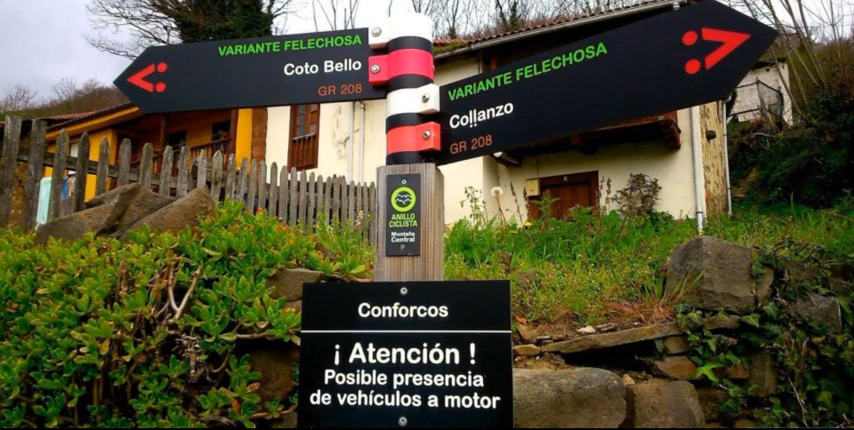 VARIANTE FELECHOSA
Coto Bello
GR 208
VARIANTE FELECHOSA
Coḷḷanzo
GR 208
ANILLO
CICLISTA
Montaña
Central
Conforcos
¡ Atención !
Posible presencia
de vehículos a motor